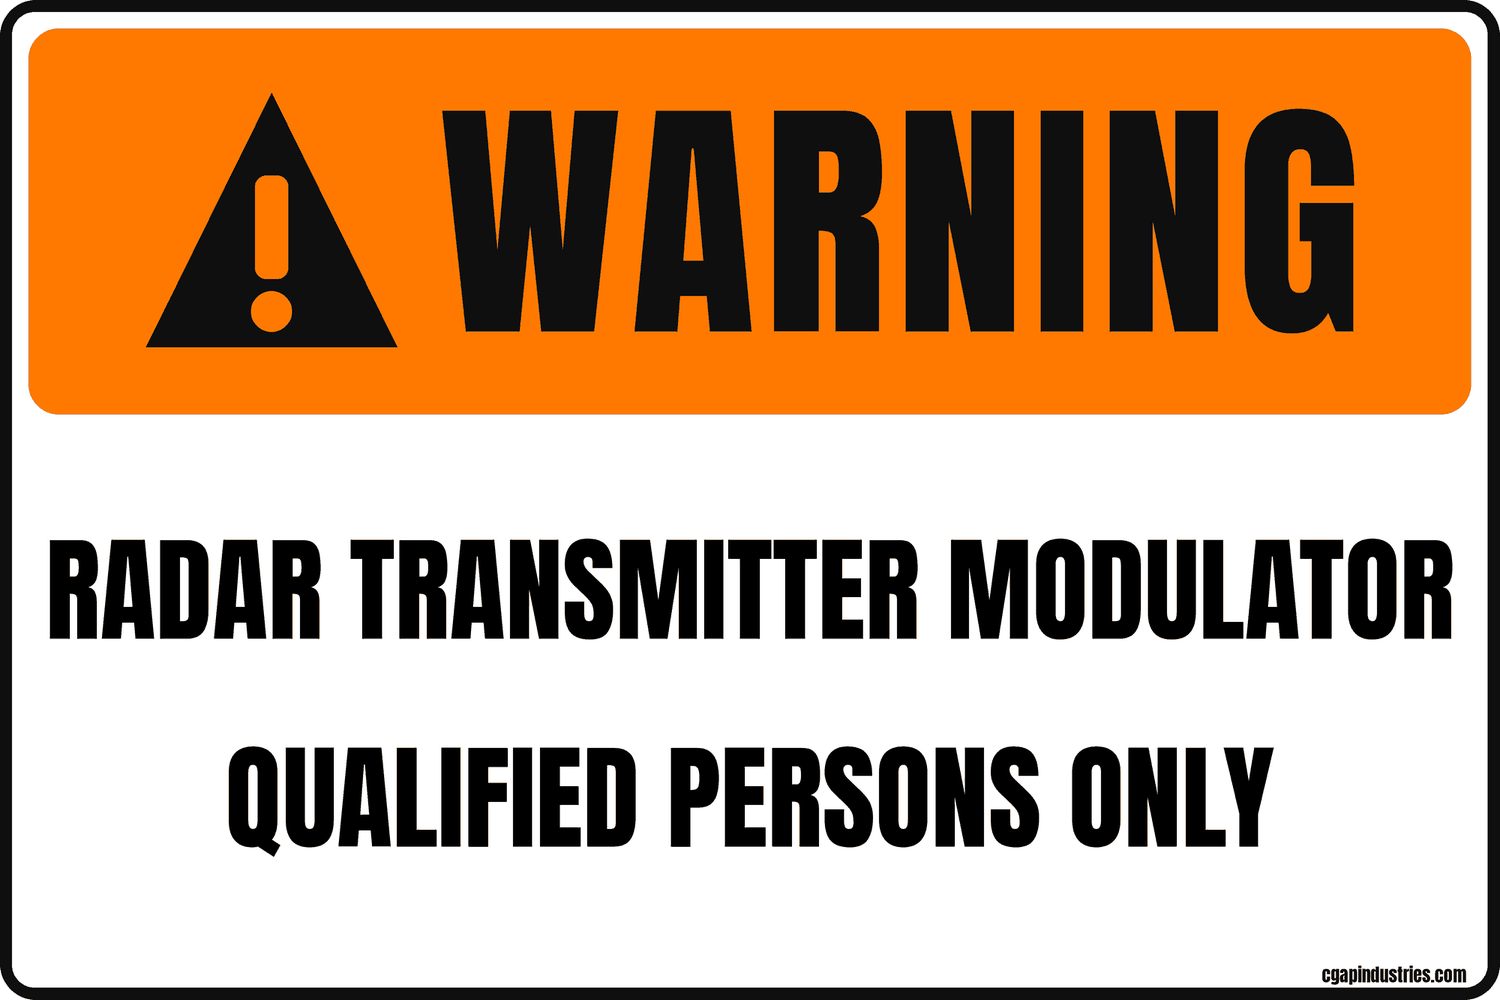 WARNING
RADAR TRANSMITTER MODULATOR
QUALIFIED PERSONS ONLY
cgapindustries.com